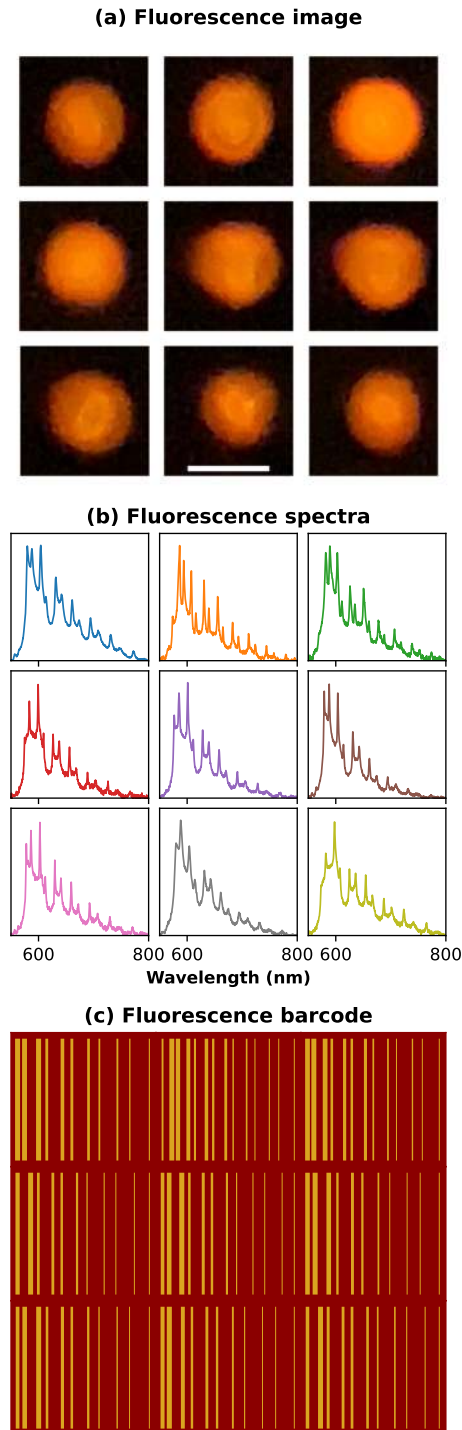 (a) Fluorescence image
(b) Fluorescence spectra
600 800 600 800 600 800
Wavelength (nm)
(c) Fluorescence barcode